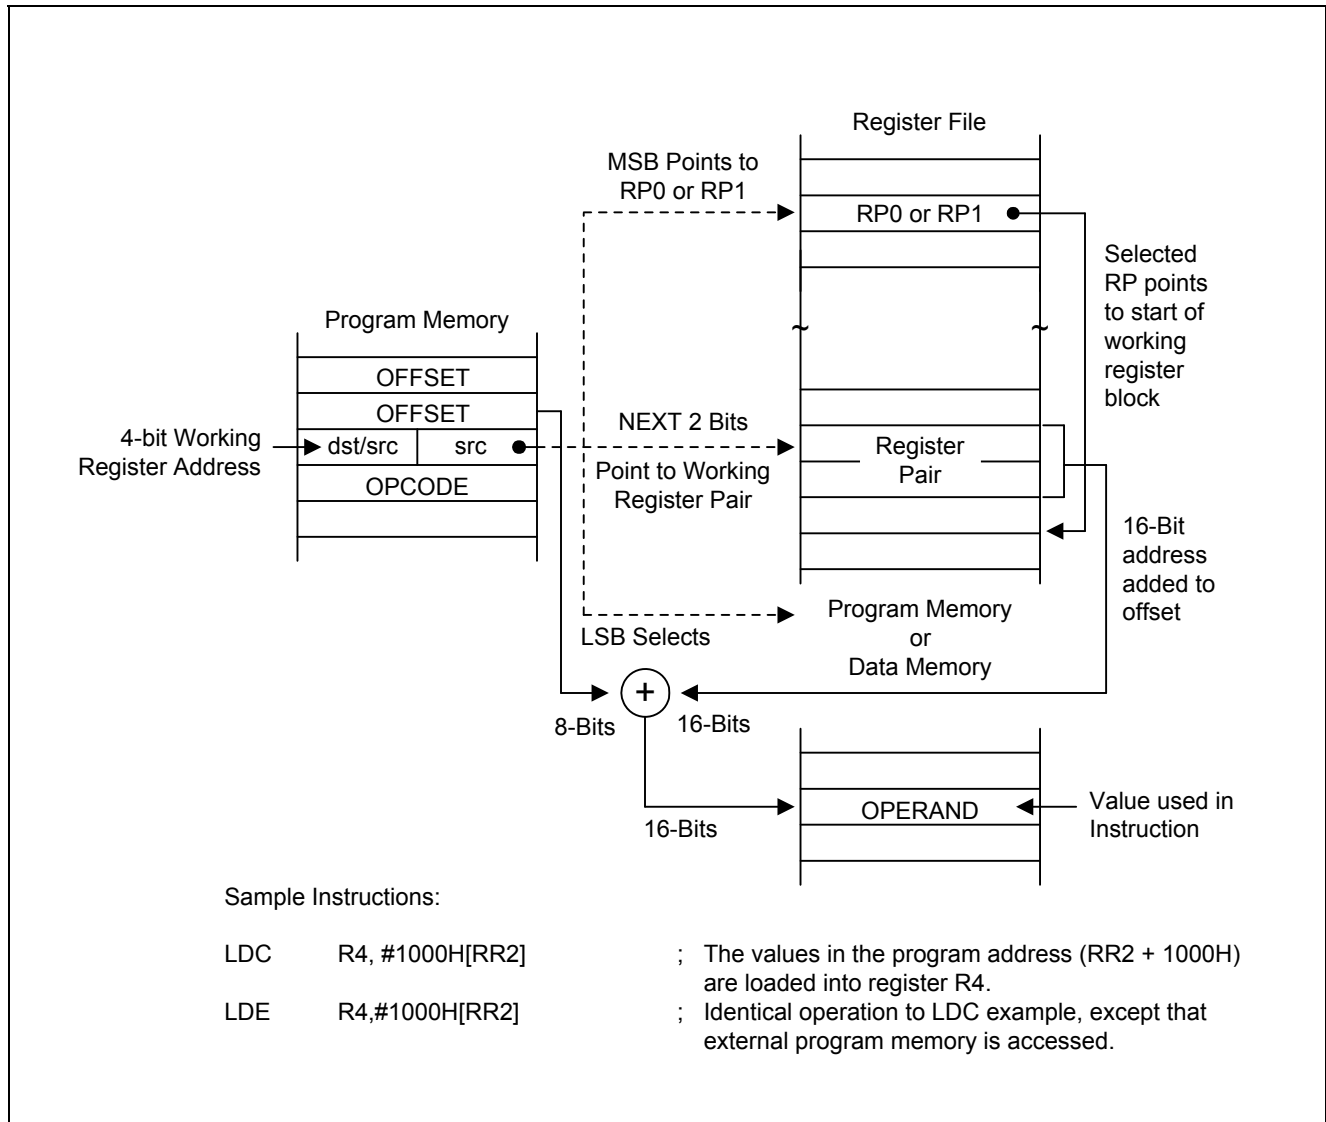 Register File
MSB Points to
RP0 or RP1
RP0 or RP1
Selected
RP points
to start of
working
register
block
Program Memory
OFFSET
OFFSET
4-bit Working
Register Address
dst/src
src
OPCODE
NEXT 2 Bits
Point to Working
Register Pair
Register
Pair
16-Bit
address
added to
offset
LSB Selects
Program Memory
or
Data Memory
+
8-Bits
16-Bits
16-Bits
OPERAND
Value used in
Instruction
Sample Instructions:
LDC R4, #1000H[RR2] ; The values in the program address (RR2 + 1000H)
are loaded into register R4.
LDE R4,#1000H[RR2] ; Identical operation to LDC example, except that
external program memory is accessed.